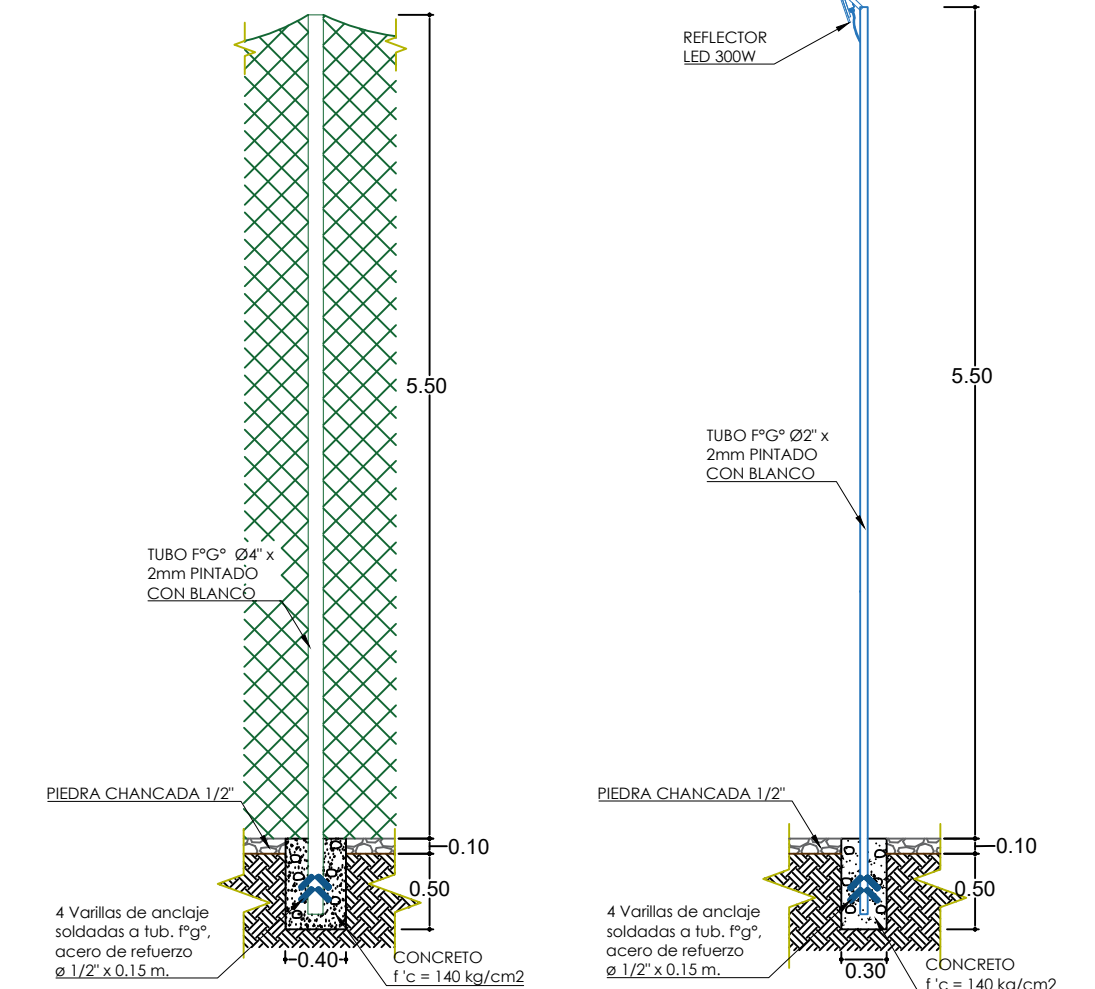 5.50
TUBO F°G° Ø4" x
2mm PINTADO
CON BLANCO
PIEDRA CHANCADA 1/2"
0.10
0.50
4 Varillas de anclaje
soldadas a tub. f°g°,
acero de refuerzo
ø 1/2" x 0.15 m.
0.40
CONCRETO
f 'c = 140 kg/cm2
REFLECTOR
LED 300W
5.50
TUBO F°G° Ø2" x
2mm PINTADO
CON BLANCO
PIEDRA CHANCADA 1/2"
0.10
0.50
4 Varillas de anclaje
soldadas a tub. f°g°,
acero de refuerzo
ø 1/2" x 0.15 m.
0.30
CONCRETO
f 'c = 140 kg/cm2